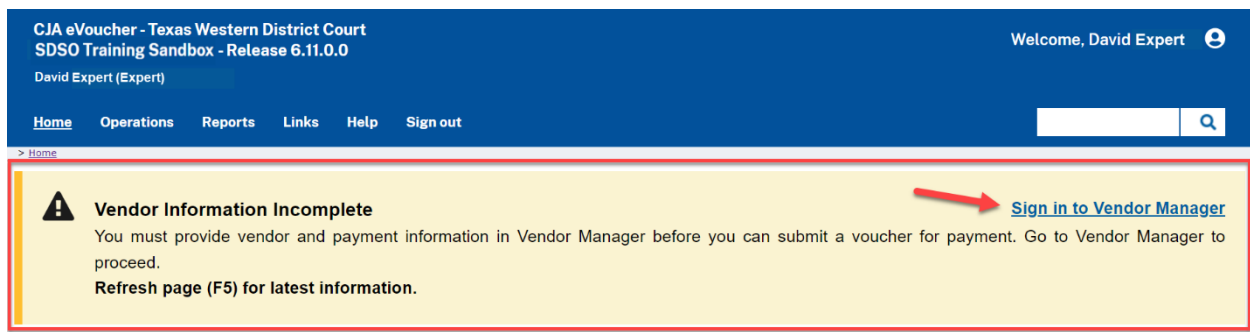 CJA eVoucher - Texas Western District Court
SDSO Training Sandbox - Release 6.11.0.0
Welcome, David Expert
David Expert (Expert)
Home Operations Reports Links Help Sign out
> Home
Vendor Information Incomplete
Sign in to Vendor Manager
You must provide vendor and payment information in Vendor Manager before you can submit a voucher for payment. Go to Vendor Manager to
proceed.
Refresh page (F5) for latest information.